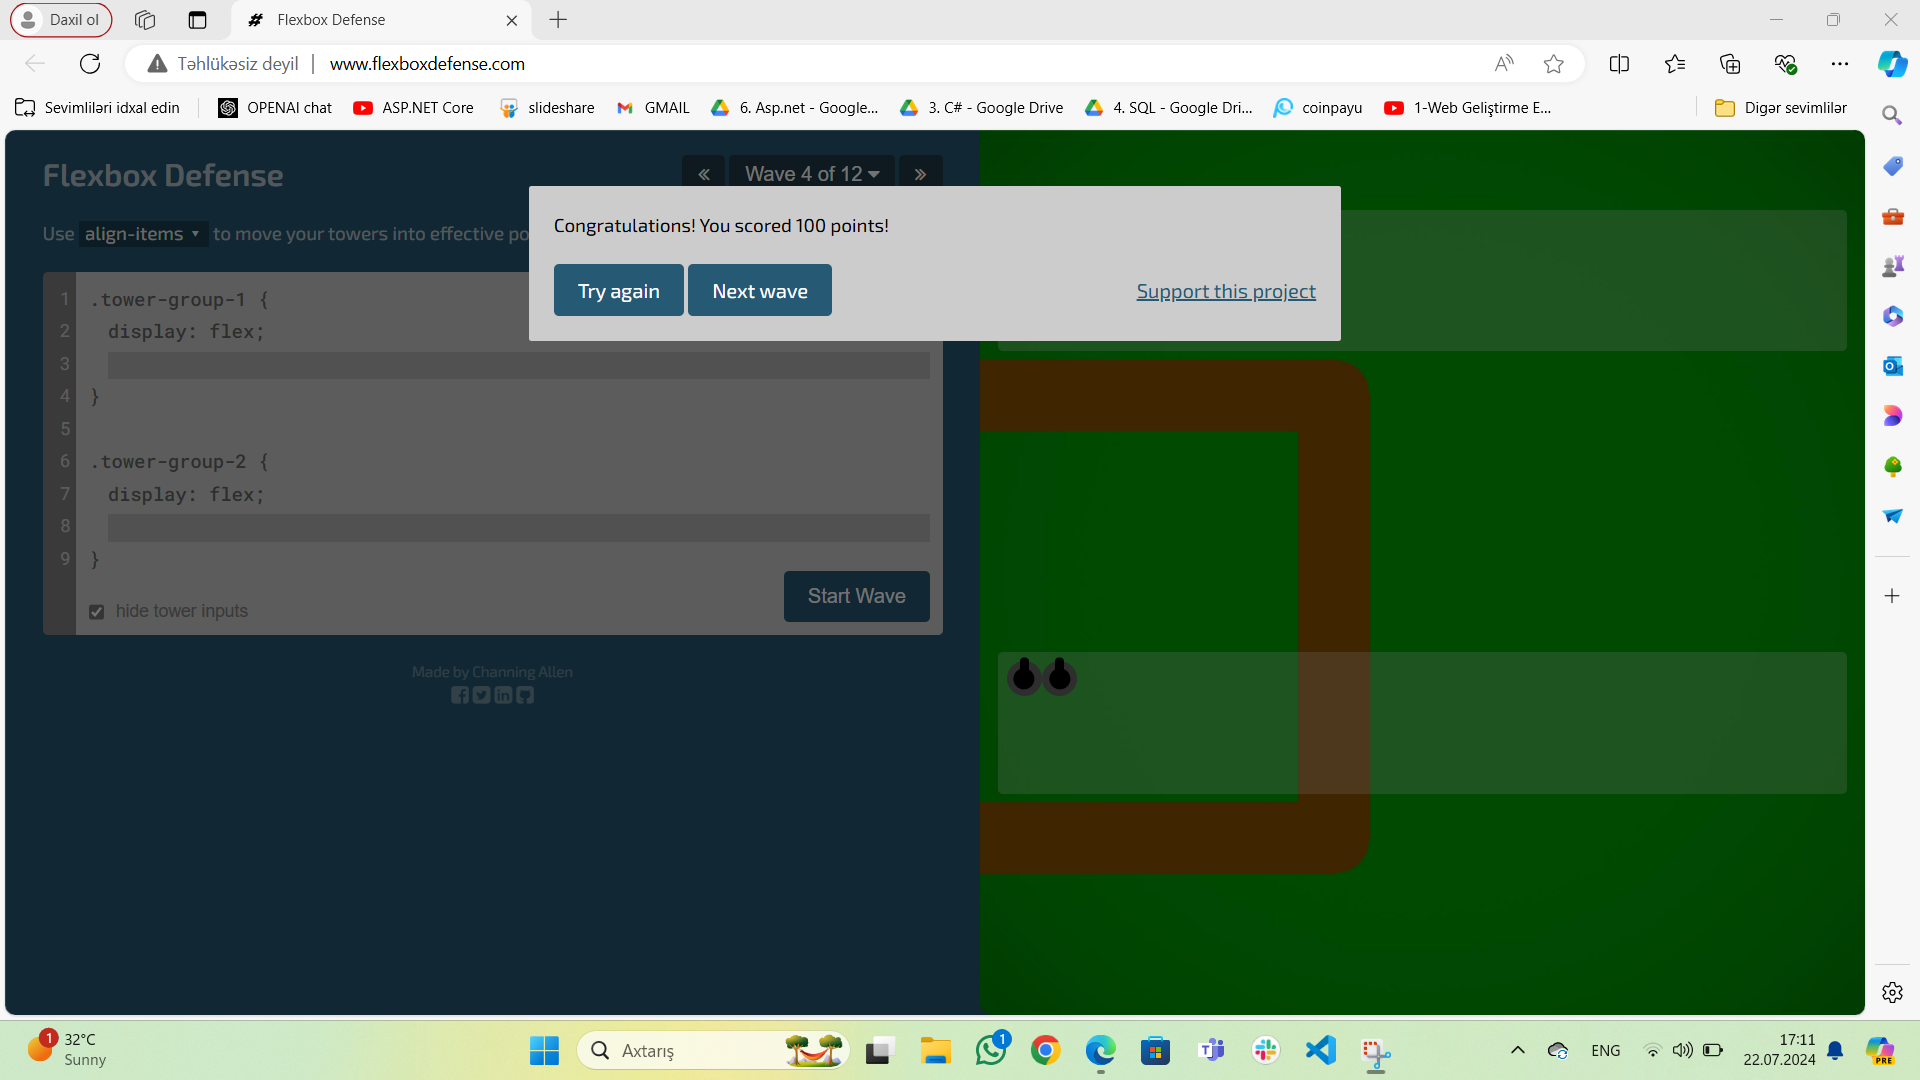 Daxil ol
Flexbox Defense
Təhlükəsiz deyil | www.flexboxdefense.com
Sevimliləri idxal edin
OPENAI chat
ASP.NET Core
slideshare
GMAIL
6. Asp.net - Google...
3. C# - Google Drive
4. SQL - Google Dri...
coinpayu
1-Web Geliştirme E...
Digər sevimlilər
Flexbox Defense
« Wave 4 of 12 »
Use align-items to move your towers into effective po
Congratulations! You scored 100 points!
Try again
Next wave
Support this project
1 .tower-group-1 {
2 display: flex;
3
4 }
5
6 .tower-group-2 {
7 display: flex;
8
9 }
hide tower inputs
Start Wave
Made by Channing Allen
1
32°C
Sunny
Axtarış
1
ENG
17:11
22.07.2024
PRE